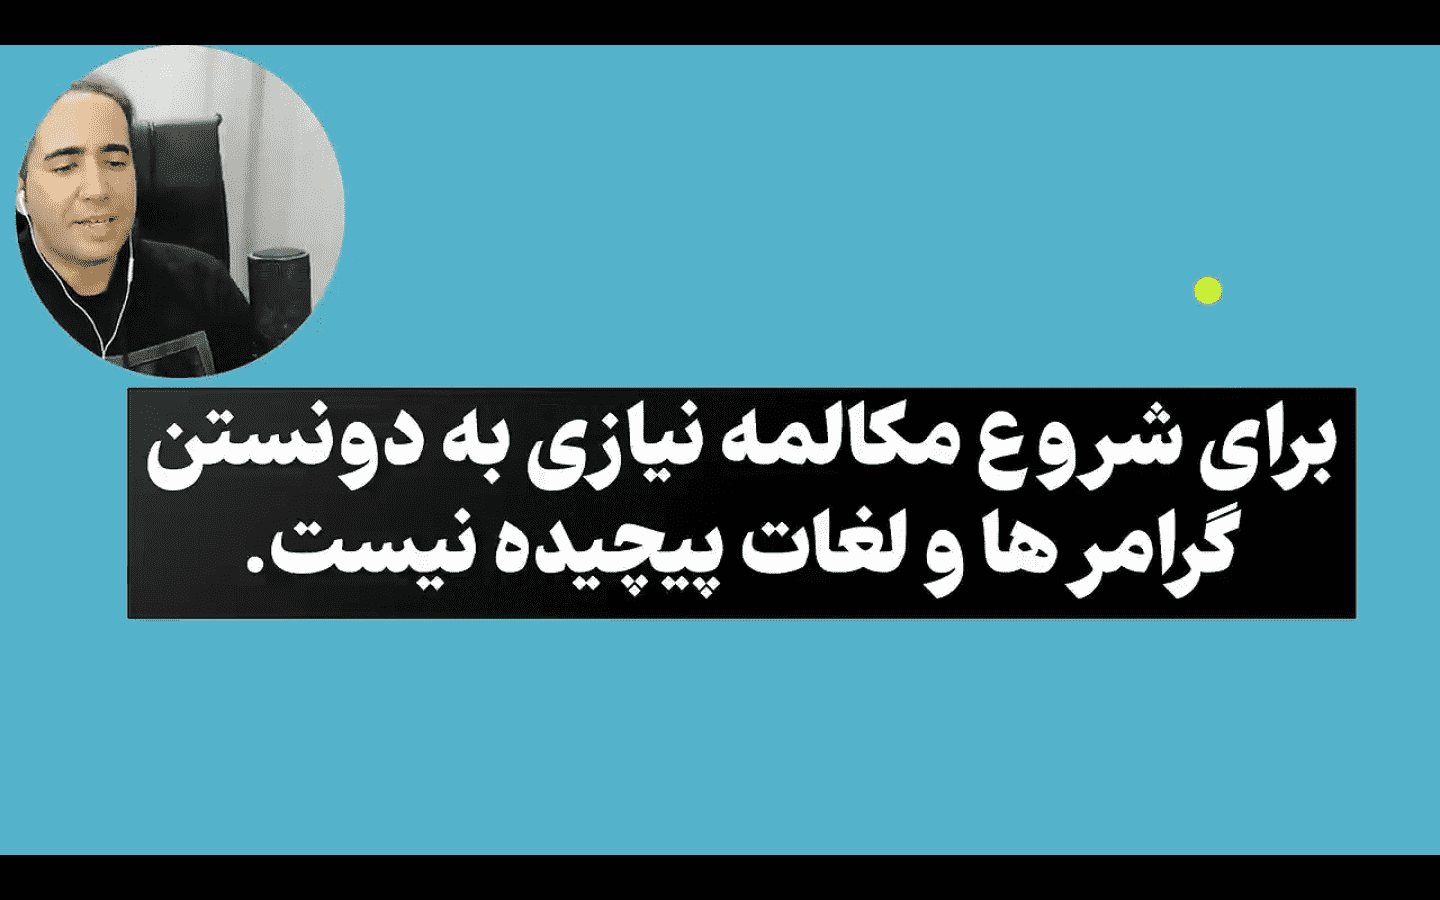 برای شروع مکالمه نیازی به دونستن
گرامر ها و لغات پیچیده نیست.